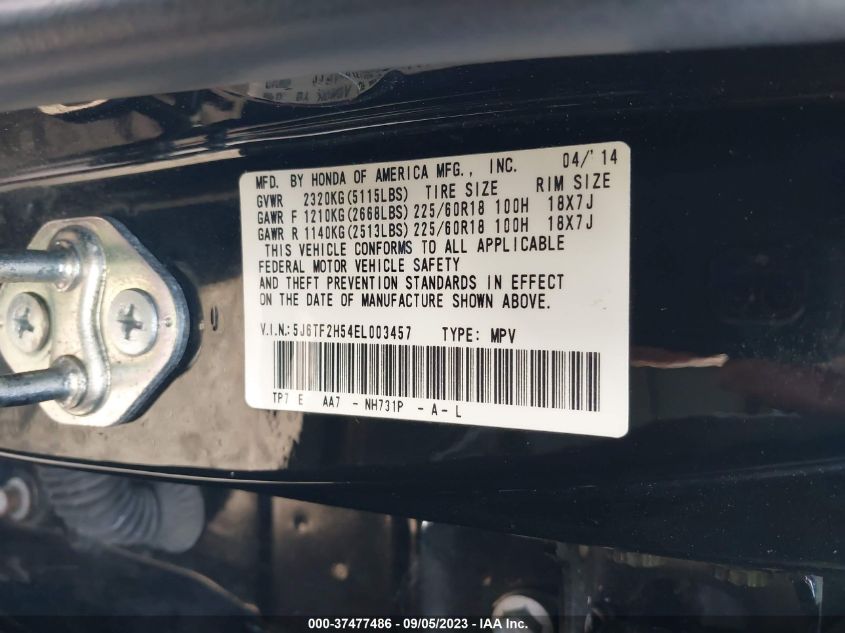 MFD. BY HONDA OF AMERICA MFG., INC. 04/'14
GVWR 2320KG(5115LBS) TIRE SIZE RIM SIZE
GAWR F 1210KG(2668LBS) 225/60R18 100H 18X7J
GAWR R 1140KG(2513LBS) 225/60R18 100H 18X7J
THIS VEHICLE CONFORMS TO ALL APPLICABLE
FEDERAL MOTOR VEHICLE SAFETY
AND THEFT PREVENTION STANDARDS IN EFFECT
ON THE DATE OF MANUFACTURE SHOWN ABOVE.
V.I.N.:5J6TF2H54EL003457 TYPE: MPV
TP7 E AA7 - NH731P - A - L
000-37477486 - 09/05/2023 - IAA Inc.